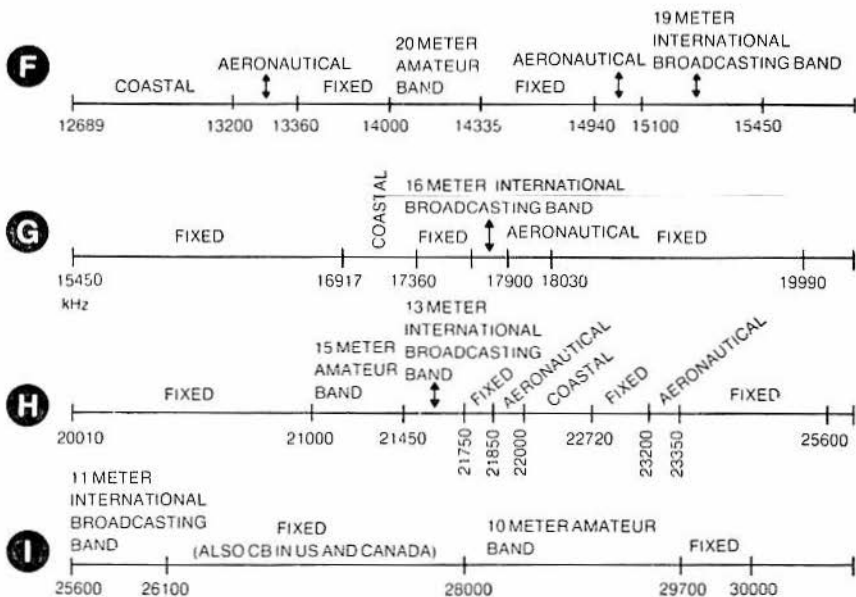 F
COASTAL
AERONAUTICAL
FIXED
20 METER
AMATEUR
BAND
FIXED
AERONAUTICAL
19 METER
INTERNATIONAL
BROADCASTING BAND
12689 13200 13360 14000 14335 14940 15100 15450
G
FIXED
COASTAL
16 METER INTERNATIONAL
BROADCASTING BAND
FIXED
AERONAUTICAL
FIXED
15450 16917 17360 17900 18030 19990
kHz
H
FIXED
15 METER
AMATEUR
BAND
13 METER
INTERNATIONAL
BROADCASTING
BAND
FIXED
AERONAUTICAL
COASTAL
FIXED
AERONAUTICAL
FIXED
20010 21000 21450 21750 21850 22000 22720 23200 23350 25600
I
11 METER
INTERNATIONAL
BROADCASTING
BAND
FIXED
(ALSO CB IN US AND CANADA)
10 METER AMATEUR
BAND
FIXED
25600 26100 28000 29700 30000